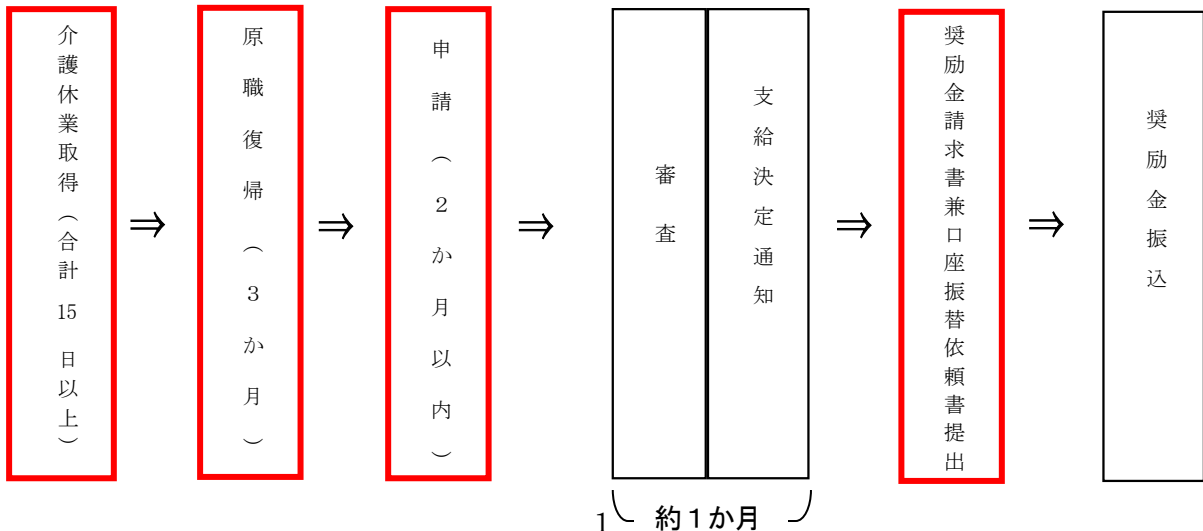 介護休業取得（合計15日以上）
⇒
原職復帰（３か月）
⇒
申請（２か月以内）
⇒
審査
支給決定通知
⇒
奨励金請求書兼口座振替依頼書提出
⇒
奨励金振込
約１か月
1